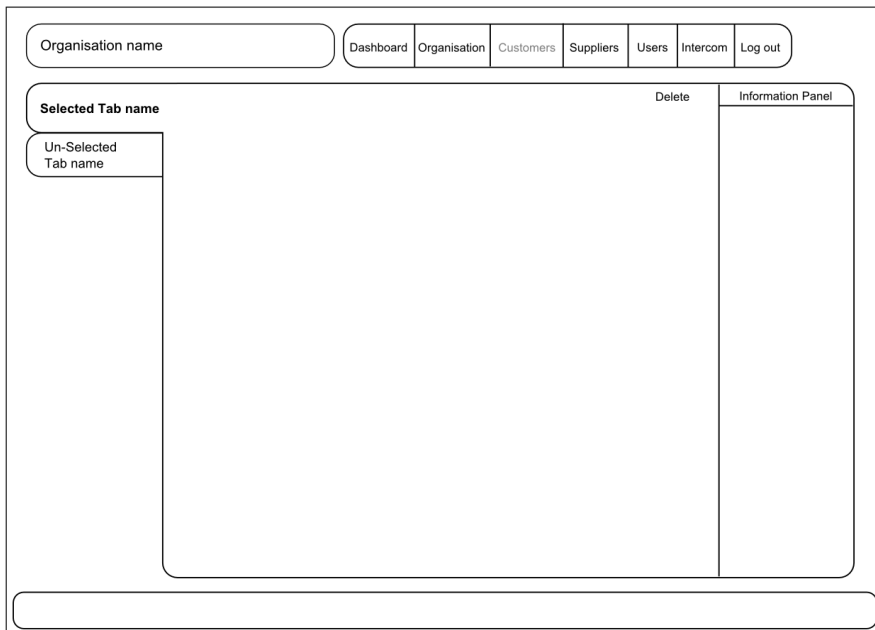 Organisation name
Dashboard Organisation Customers Suppliers Users Intercom Log out
Selected Tab name
Delete
Information Panel
Un-Selected
Tab name